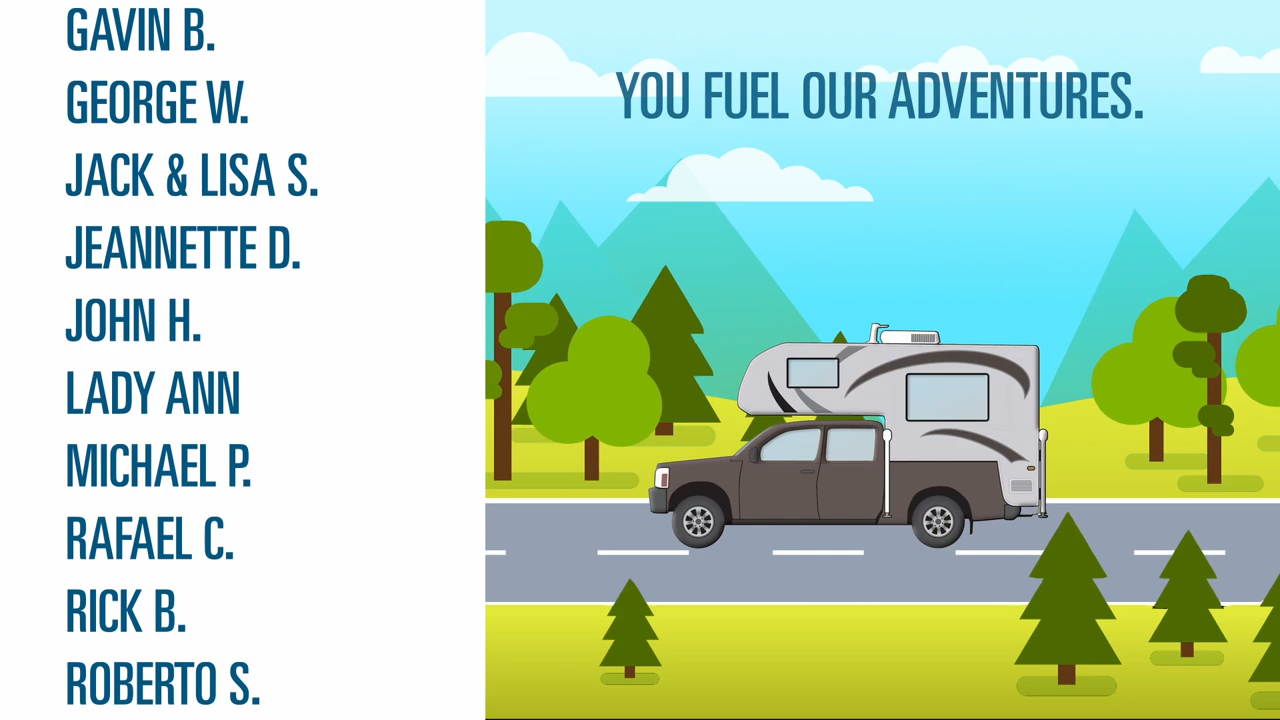 GAVIN B.
GEORGE W.
JACK & LISA S.
JEANNETTE D.
JOHN H.
LADY ANN
MICHAEL P.
RAFAEL C.
RICK B.
ROBERTO S.
YOU FUEL OUR ADVENTURES.